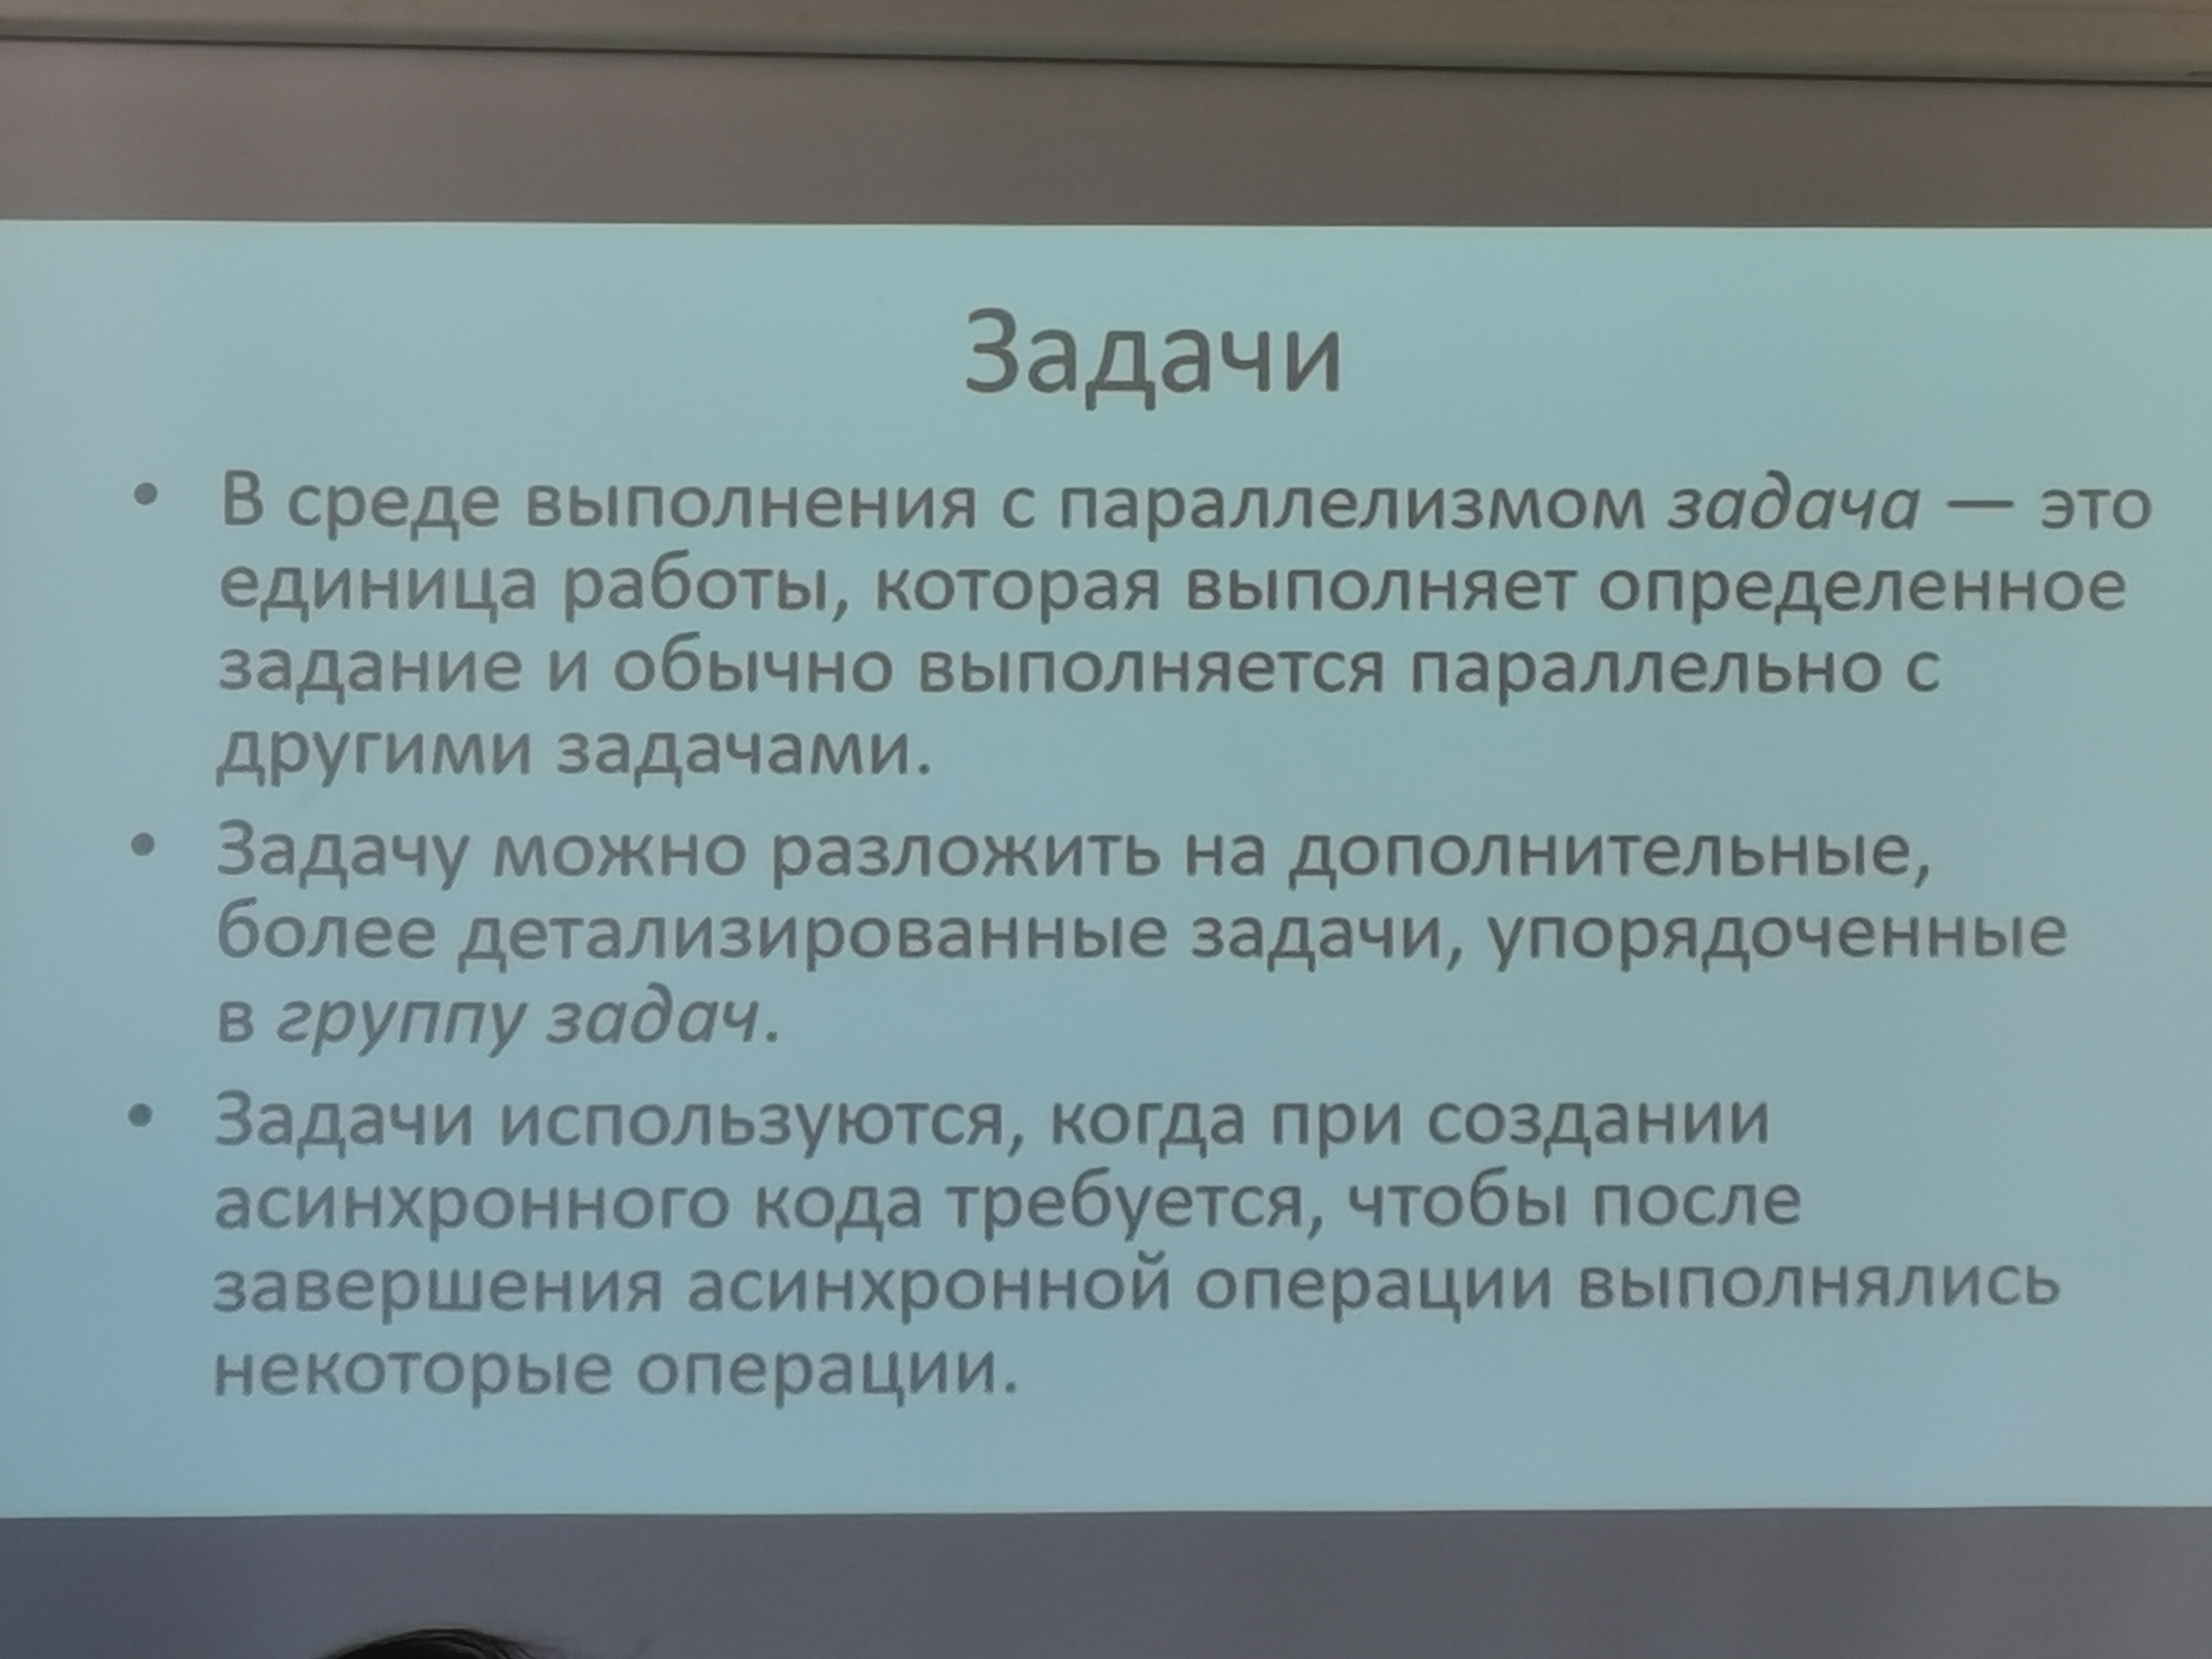 Задачи
• В среде выполнения с параллелизмом задача — это
единица работы, которая выполняет определенное
задание и обычно выполняется параллельно с
другими задачами.
• Задачу можно разложить на дополнительные,
более детализированные задачи, упорядоченные
в группу задач.
• Задачи используются, когда при создании
асинхронного кода требуется, чтобы после
завершения асинхронной операции выполнялись
некоторые операции.